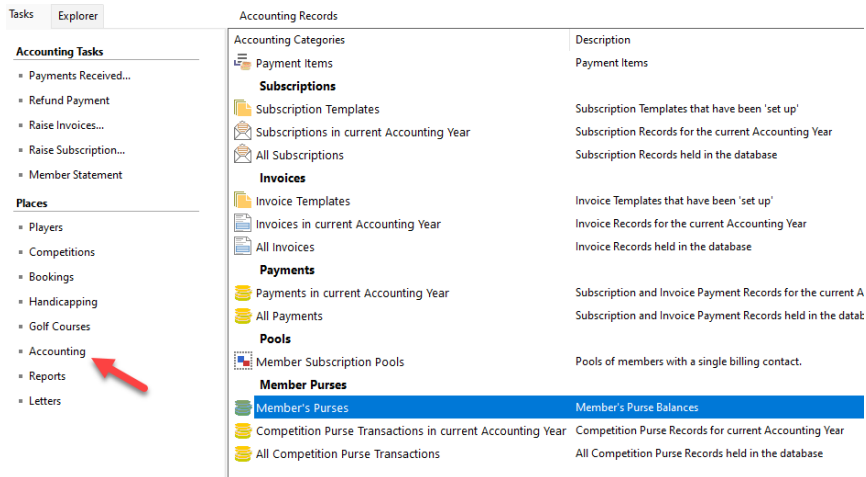 Tasks
Explorer
Accounting Tasks
Payments Received...
Refund Payment
Raise Invoices...
Raise Subscription...
Member Statement
Places
Players
Competitions
Bookings
Handicapping
Golf Courses
Accounting
Reports
Letters
Accounting Records
Accounting Categories Description
Payment Items Payment Items
Subscriptions
Subscription Templates Subscription Templates that have been 'set up'
Subscriptions in current Accounting Year Subscription Records for the current Accounting Year
All Subscriptions Subscription Records held in the database
Invoices
Invoice Templates Invoice Templates that have been 'set up'
Invoices in current Accounting Year Invoice Records for the current Accounting Year
All Invoices Invoice Records held in the database
Payments
Payments in current Accounting Year Subscription and Invoice Payment Records for the current A
All Payments Subscription and Invoice Payment Records held in the datab
Pools
Member Subscription Pools Pools of members with a single billing contact.
Member Purses
Member's Purses Member's Purse Balances
Competition Purse Transactions in current Accounting Year Competition Purse Records for current Accounting Year
All Competition Purse Transactions All Competition Purse Records held in the database